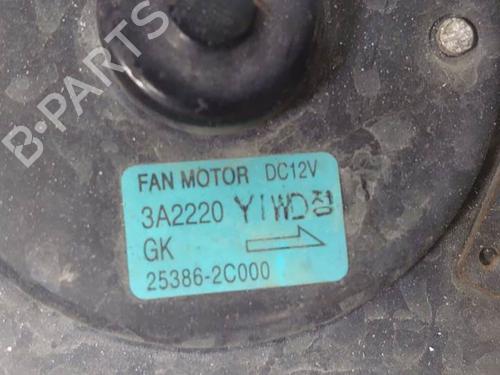 B-PARTS
FAN MOTOR DC12V
3A2220 YIWD정
GK
25386-2C000